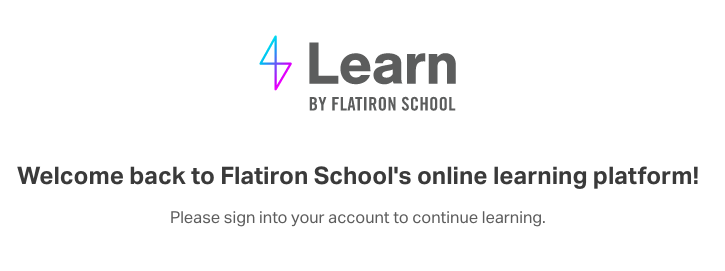 Learn
BY FLATIRON SCHOOL
Welcome back to Flatiron School's online learning platform!
Please sign into your account to continue learning.